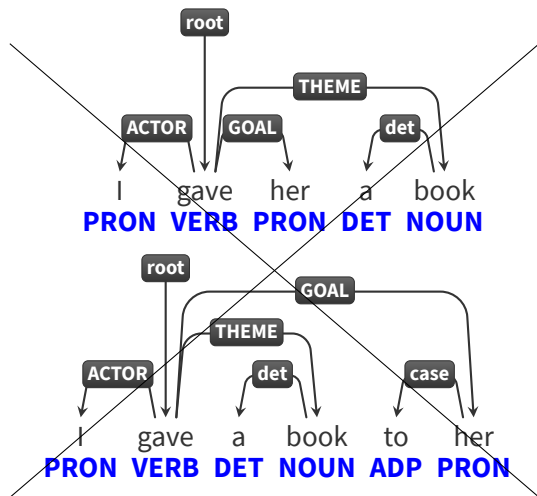 root
THEME
ACTOR GOAL det
I gave her a book
PRON VERB PRON DET NOUN
root
GOAL
THEME
ACTOR det case
I gave a book to her
PRON VERB DET NOUN ADP PRON